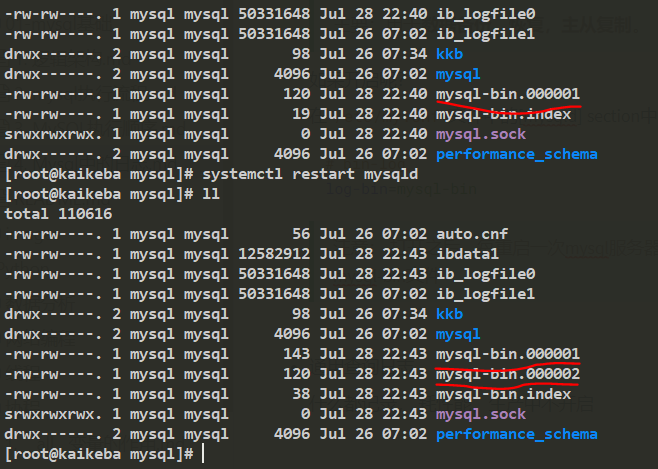 -rw-rw----. 1 mysql mysql 50331648 Jul 28 22:40 ib_logfile0
-rw-rw----. 1 mysql mysql 50331648 Jul 26 07:02 ib_logfile1
drwx------. 2 mysql mysql       98 Jul 26 07:34 kkb
drwx------. 2 mysql mysql     4096 Jul 26 07:02 mysql
-rw-rw----. 1 mysql mysql      120 Jul 28 22:40 mysql-bin.000001
-rw-rw----. 1 mysql mysql       19 Jul 28 22:40 mysql-bin.index
srwxrwxrwx. 1 mysql mysql        0 Jul 28 22:40 mysql.sock
drwx------. 2 mysql mysql     4096 Jul 26 07:02 performance_schema
[root@kaikeba mysql]# systemctl restart mysqld
[root@kaikeba mysql]# ll
total 110616
-rw-rw----. 1 mysql mysql       56 Jul 26 07:02 auto.cnf
-rw-rw----. 1 mysql mysql 12582912 Jul 28 22:43 ibdata1
-rw-rw----. 1 mysql mysql 50331648 Jul 28 22:43 ib_logfile0
-rw-rw----. 1 mysql mysql 50331648 Jul 26 07:02 ib_logfile1
drwx------. 2 mysql mysql       98 Jul 26 07:34 kkb
drwx------. 2 mysql mysql     4096 Jul 26 07:02 mysql
-rw-rw----. 1 mysql mysql      143 Jul 28 22:43 mysql-bin.000001
-rw-rw----. 1 mysql mysql      120 Jul 28 22:43 mysql-bin.000002
-rw-rw----. 1 mysql mysql       38 Jul 28 22:43 mysql-bin.index
srwxrwxrwx. 1 mysql mysql        0 Jul 28 22:43 mysql.sock
drwx------. 2 mysql mysql     4096 Jul 26 07:02 performance_schema
[root@kaikeba mysql]#